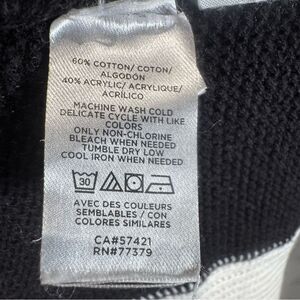 60% COTTON/ COTON/
ALGODÓN
40% ACRYLIC/ ACRYLIQUE/
ACRÍLICO
MACHINE WASH COLD
DELICATE CYCLE WITH LIKE
COLORS
ONLY NON-CHLORINE
BLEACH WHEN NEEDED
TUMBLE DRY LOW
COOL IRON WHEN NEEDED
30
AVEC DES COULEURS
SEMBLABLES / CON
COLORES SIMILARES
CA#57421
RN#77379